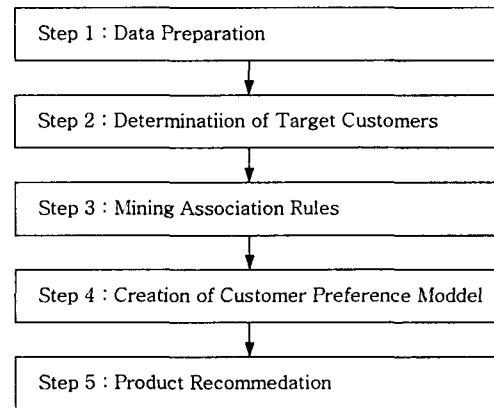 Step 1 : Data Preparation
Step 2 : Determinatiion of Target Customers
Step 3 : Mining Association Rules
Step 4 : Creation of Customer Preference Moddel
Step 5 : Product Recommedation